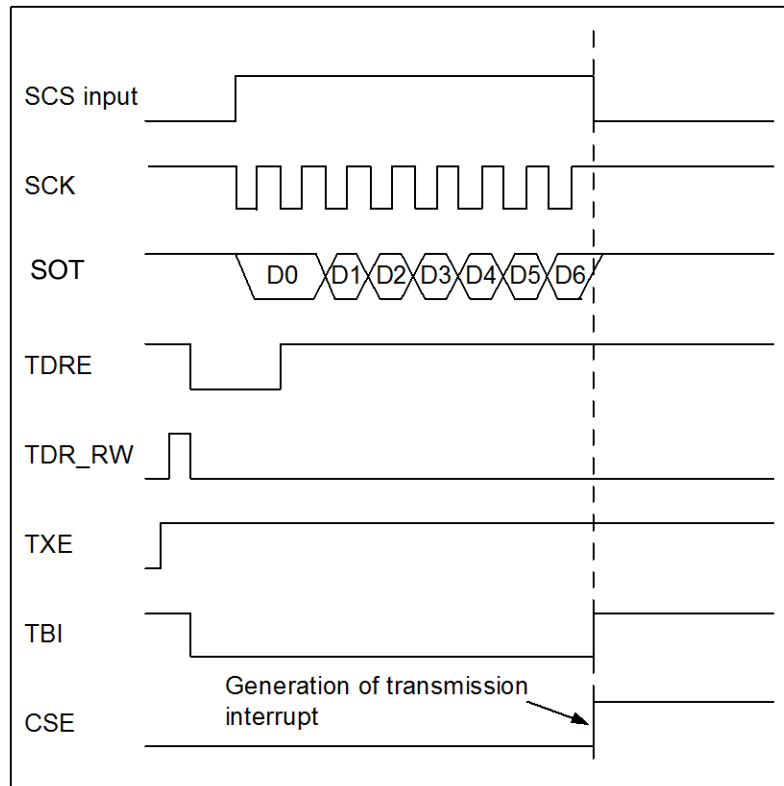 SCS input
SCK
SOT
D0 D1 D2 D3 D4 D5 D6
TDRE
TDR_RW
TXE
TBI
Generation of transmission
interrupt
CSE